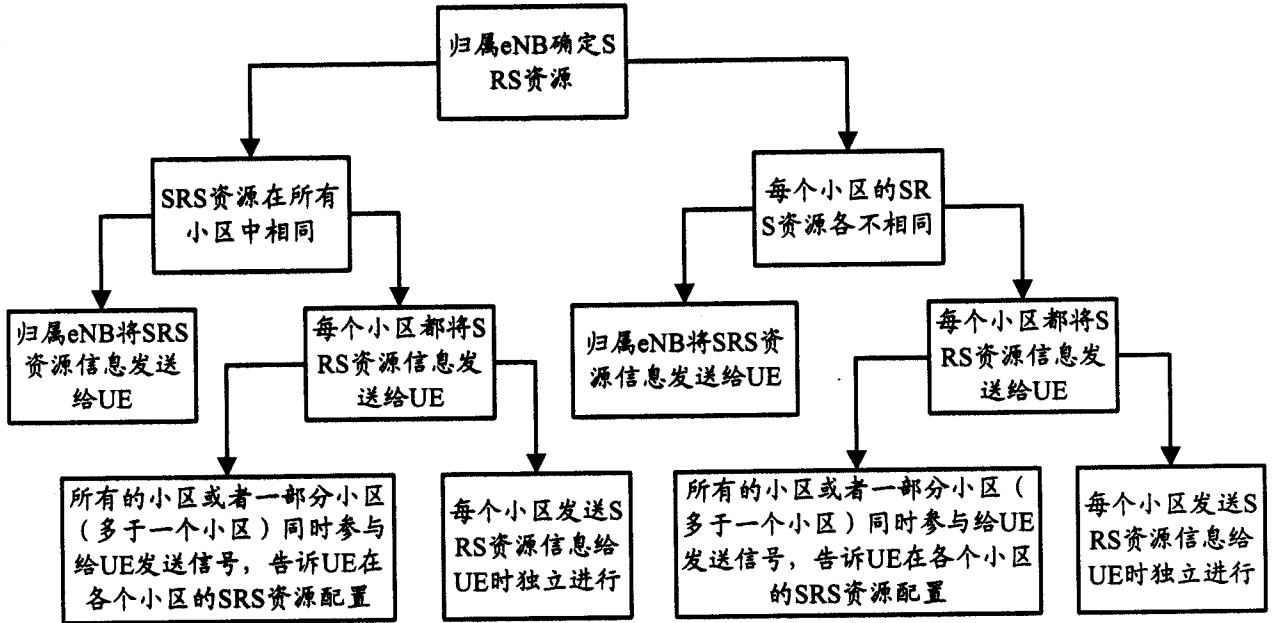 归属eNB确定S
RS资源
SRS资源在所有
小区中相同
每个小区的SR
S资源各不相同
归属eNB将SRS
资源信息发送
给UE
每个小区都将S
RS资源信息发
送给UE
归属eNB将SRS资
源信息发送给UE
每个小区都将S
RS资源信息发
送给UE
所有的小区或者一部分小区
（多于一个小区）同时参与
给UE发送信号，告诉UE在
各个小区的SRS资源配置
每个小区发送S
RS资源信息给
UE时独立进行
所有的小区或者一部分小区（
多于一个小区）同时参与给UE
发送信号，告诉UE在各个小区
的SRS资源配置
每个小区发送S
RS资源信息给
UE时独立进行